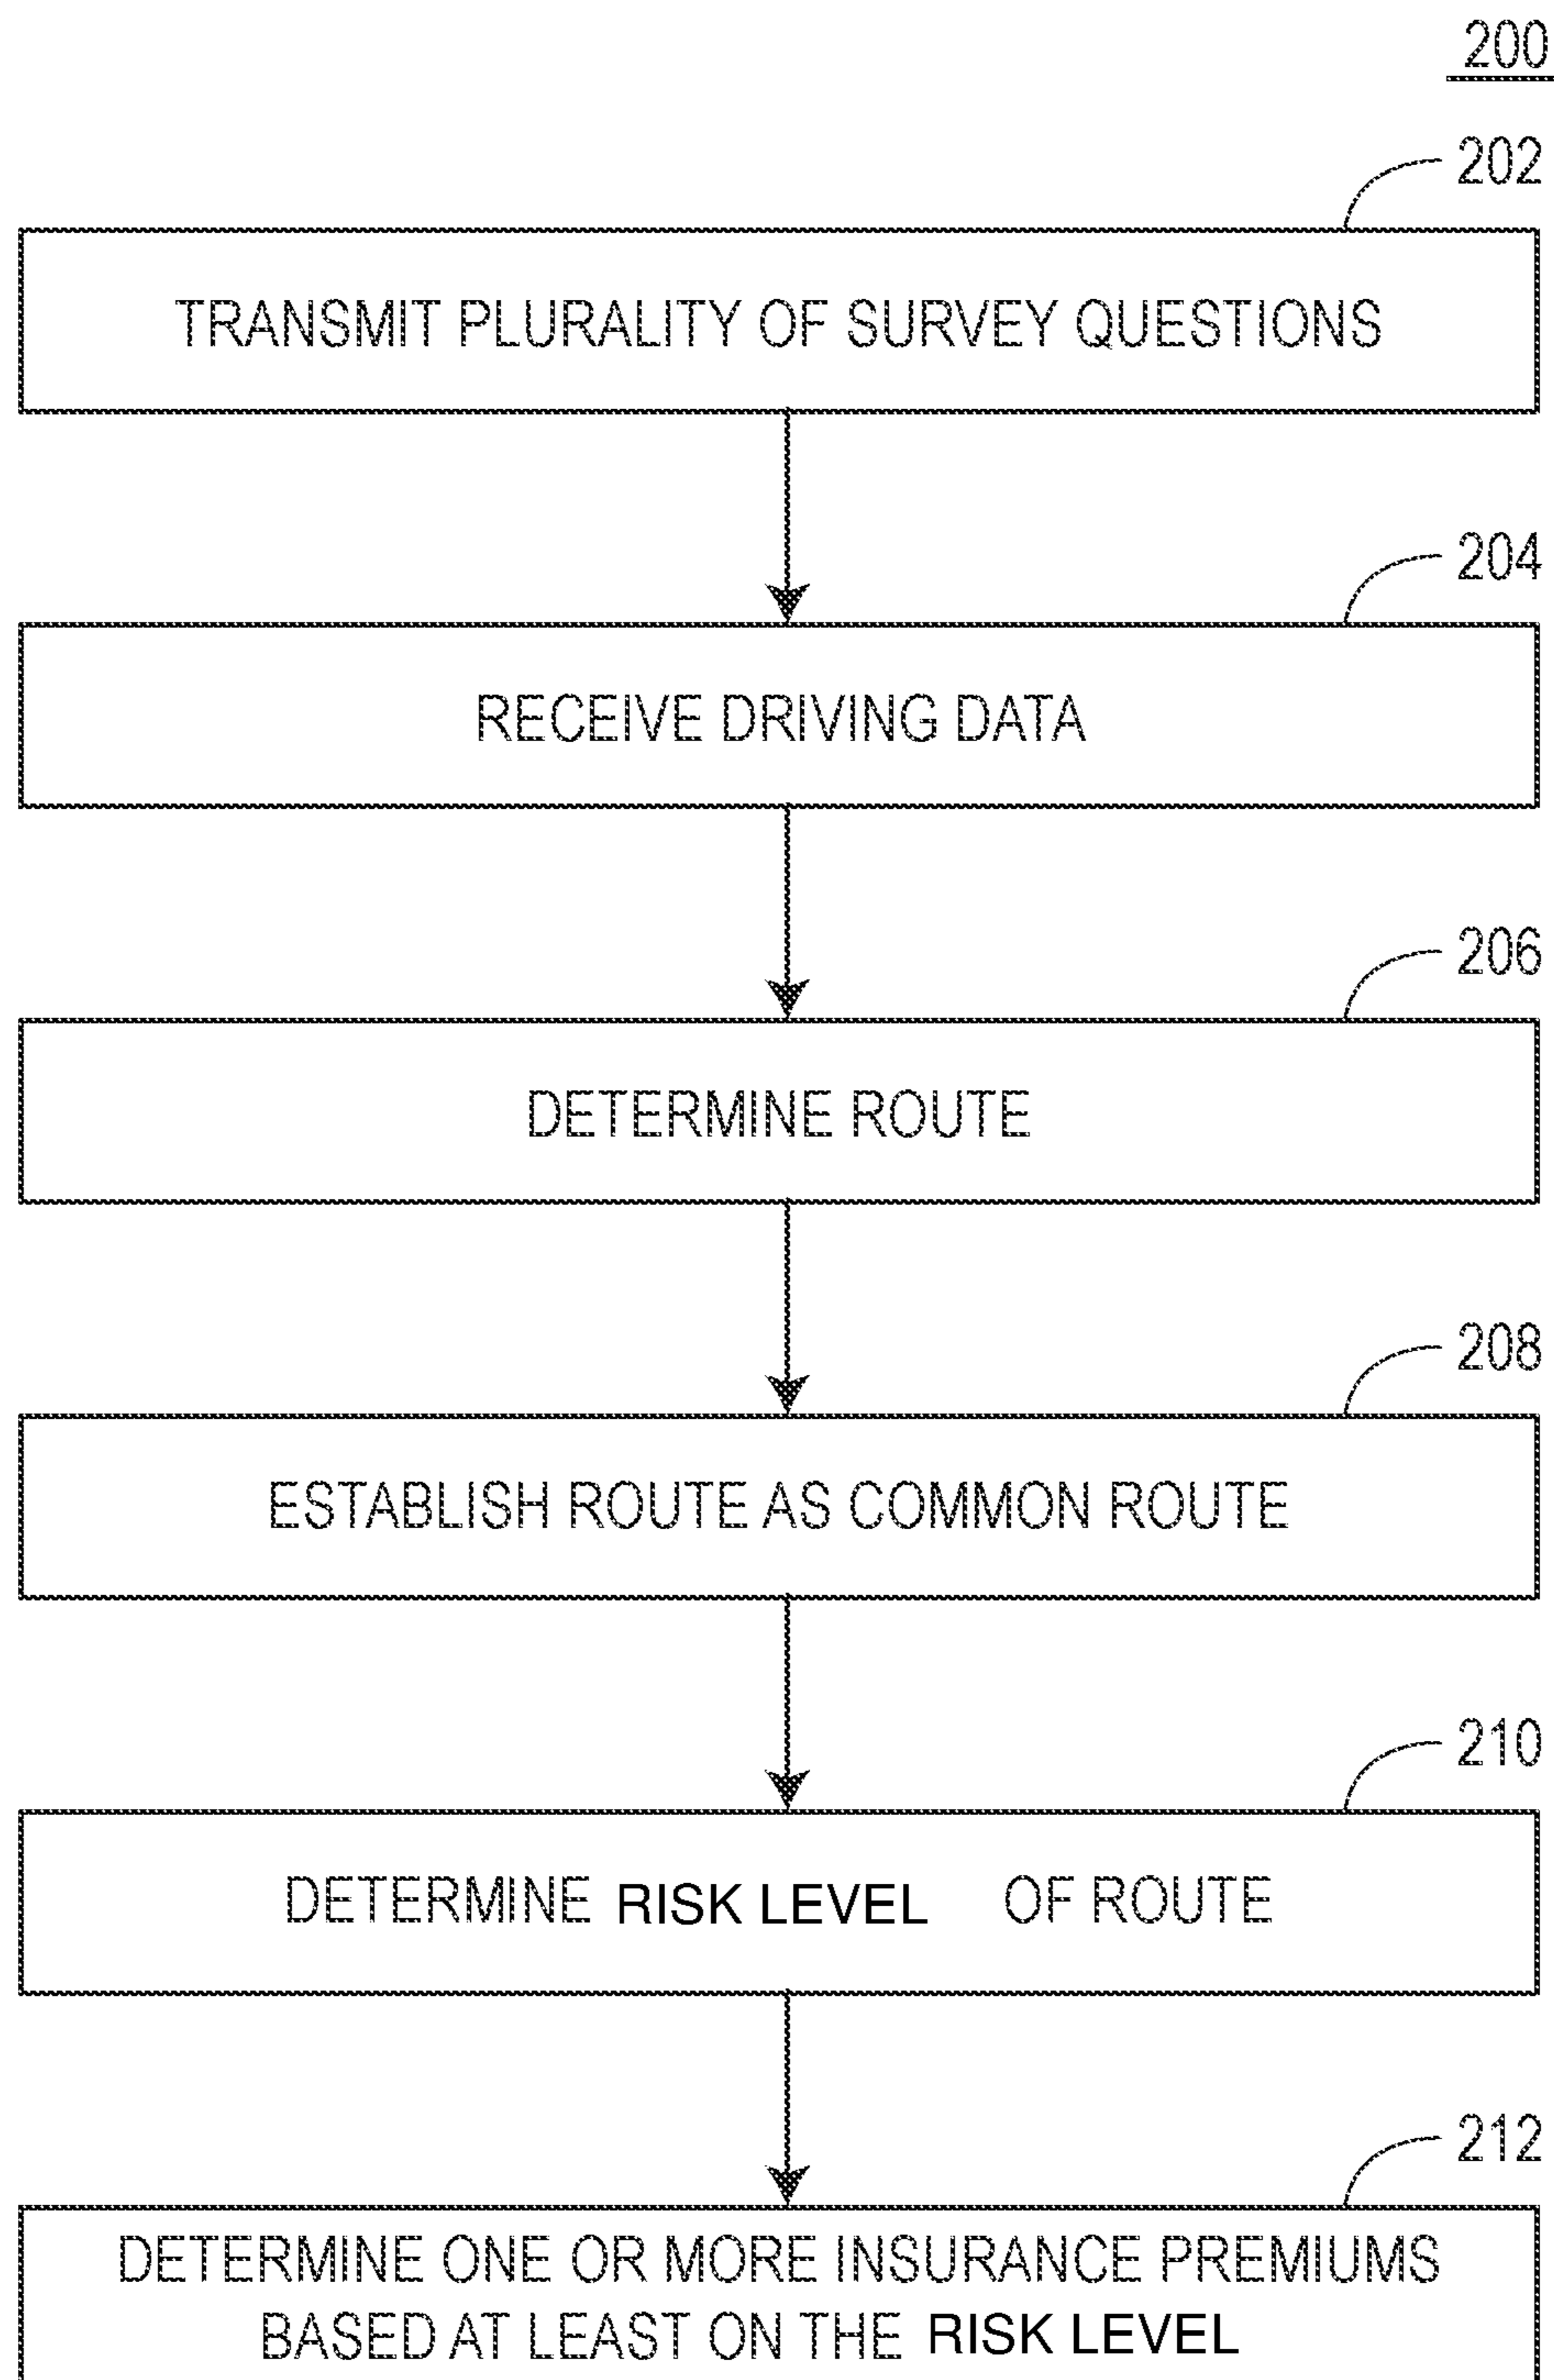 200
202
TRANSMIT PLURALITY OF SURVEY QUESTIONS
204
RECEIVE DRIVING DATA
206
DETERMINE ROUTE
208
ESTABLISH ROUTE AS COMMON ROUTE
210
DETERMINE RISK LEVEL OF ROUTE
212
DETERMINE ONE OR MORE INSURANCE PREMIUMS
BASED AT LEAST ON THE RISK LEVEL